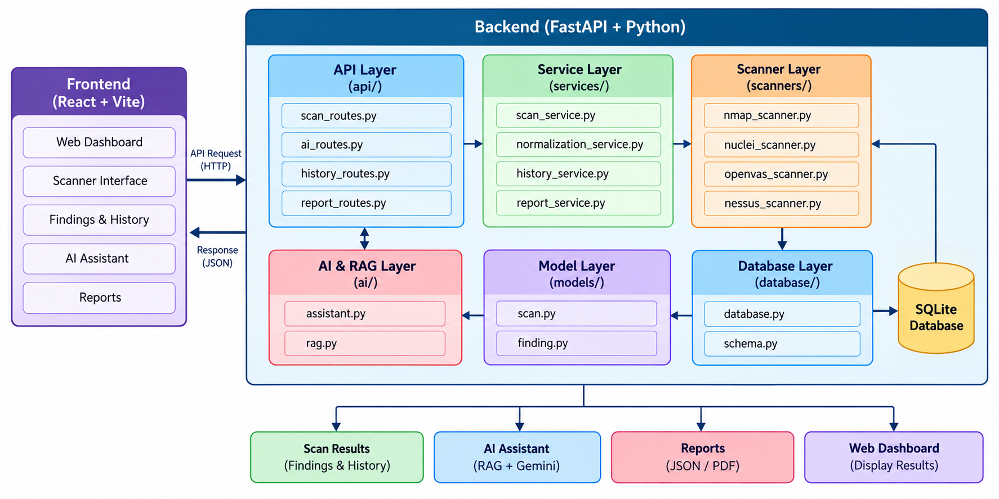 Backend (FastAPI + Python)
Frontend
(React + Vite)
Web Dashboard
Scanner Interface
Findings & History
AI Assistant
Reports
API Request
(HTTP)
Response
(JSON)
API Layer
(api/)
scan_routes.py
ai_routes.py
history_routes.py
report_routes.py
Service Layer
(services/)
scan_service.py
normalization_service.py
history_service.py
report_service.py
Scanner Layer
(scanners/)
nmap_scanner.py
nuclei_scanner.py
openvas_scanner.py
nessus_scanner.py
AI & RAG Layer
(ai/)
assistant.py
rag.py
Model Layer
(models/)
scan.py
finding.py
Database Layer
(database/)
database.py
schema.py
SQLite
Database
Scan Results
(Findings & History)
AI Assistant
(RAG + Gemini)
Reports
(JSON / PDF)
Web Dashboard
(Display Results)